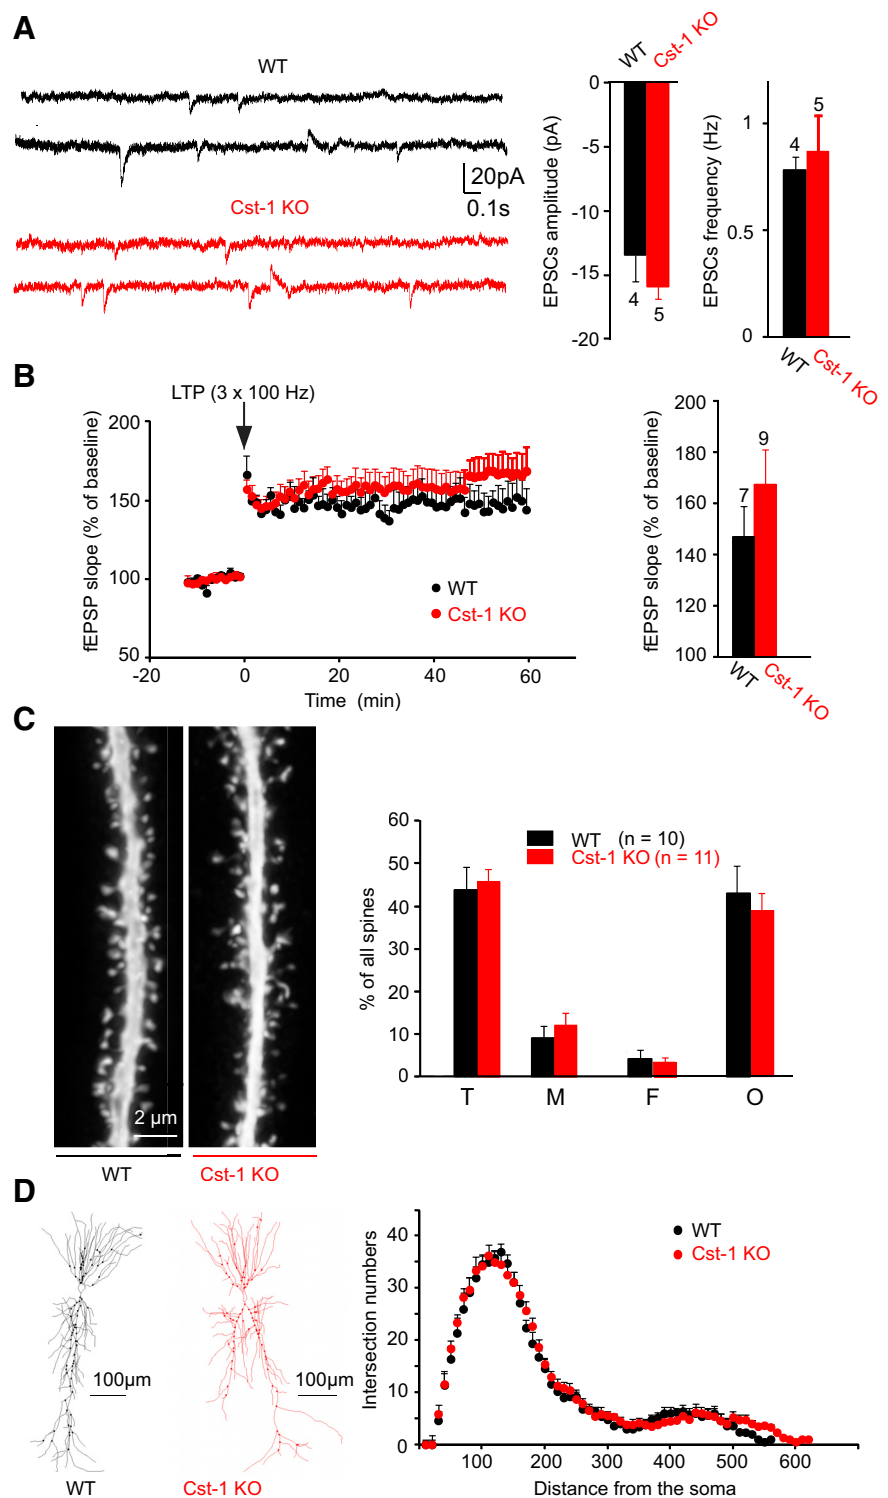 A
WT
20pA
0.1s
Cst-1 KO
WT
Cst-1 KO
EPSCs amplitude (pA)
0
-5
-10
-15
-20
4
5
EPSCs frequency (Hz)
1
0.5
0
4
5
WT
Cst-1 KO
B
LTP (3 x 100 Hz)
fEPSP slope (% of baseline)
200
150
100
50
-20
0
20
40
60
Time (min)
WT
Cst-1 KO
fEPSP slope (% of baseline)
200
180
160
140
120
100
7
9
WT
Cst-1 KO
C
2 µm
WT
Cst-1 KO
% of all spines
60
50
40
30
20
10
0
WT (n = 10)
Cst-1 KO (n = 11)
T
M
F
O
D
100µm
100µm
WT
Cst-1 KO
Intersection numbers
40
30
20
10
0
WT
Cst-1 KO
100
200
300
400
500
600
Distance from the soma